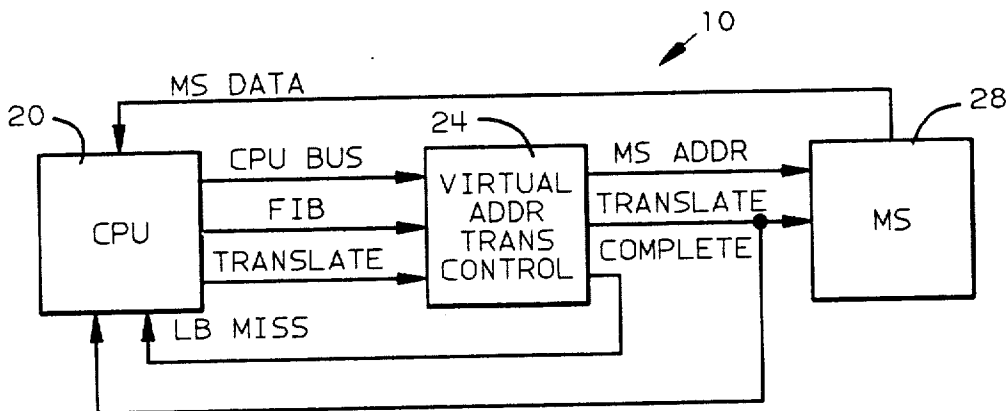 10
MS DATA
20
24
28
CPU BUS
MS ADDR
FIB
VIRTUAL
ADDR
TRANS
CONTROL
TRANSLATE
CPU
MS
TRANSLATE
COMPLETE
LB MISS